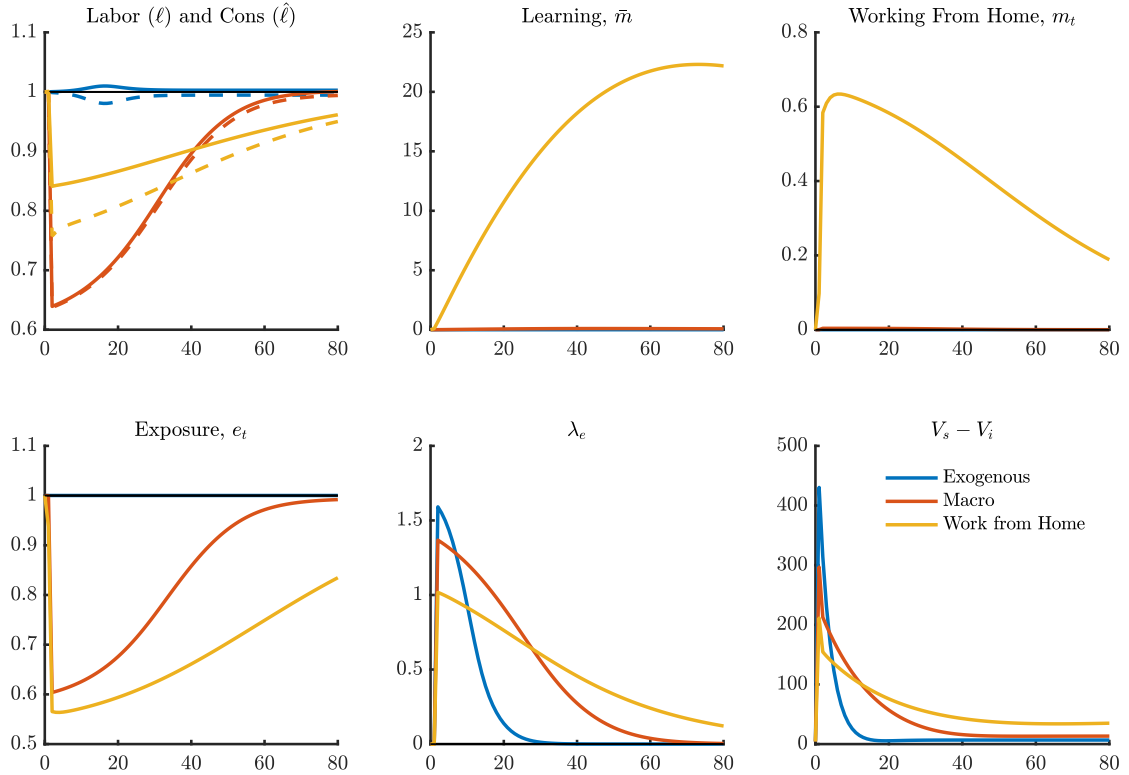 Labor (ℓ) and Cons (ℓ̂)
1.1
1
0.9
0.8
0.7
0.6
0 20 40 60 80
Learning, m̄
25
20
15
10
5
0
0 20 40 60 80
Working From Home, mₜ
0.8
0.6
0.4
0.2
0
0 20 40 60 80
Exposure, eₜ
1.1
1
0.9
0.8
0.7
0.6
0.5
0 20 40 60 80
λₑ
2
1.5
1
0.5
0
0 20 40 60 80
Vₛ − Vᵢ
500
400
300
200
100
0
0 20 40 60 80
Exogenous
Macro
Work from Home